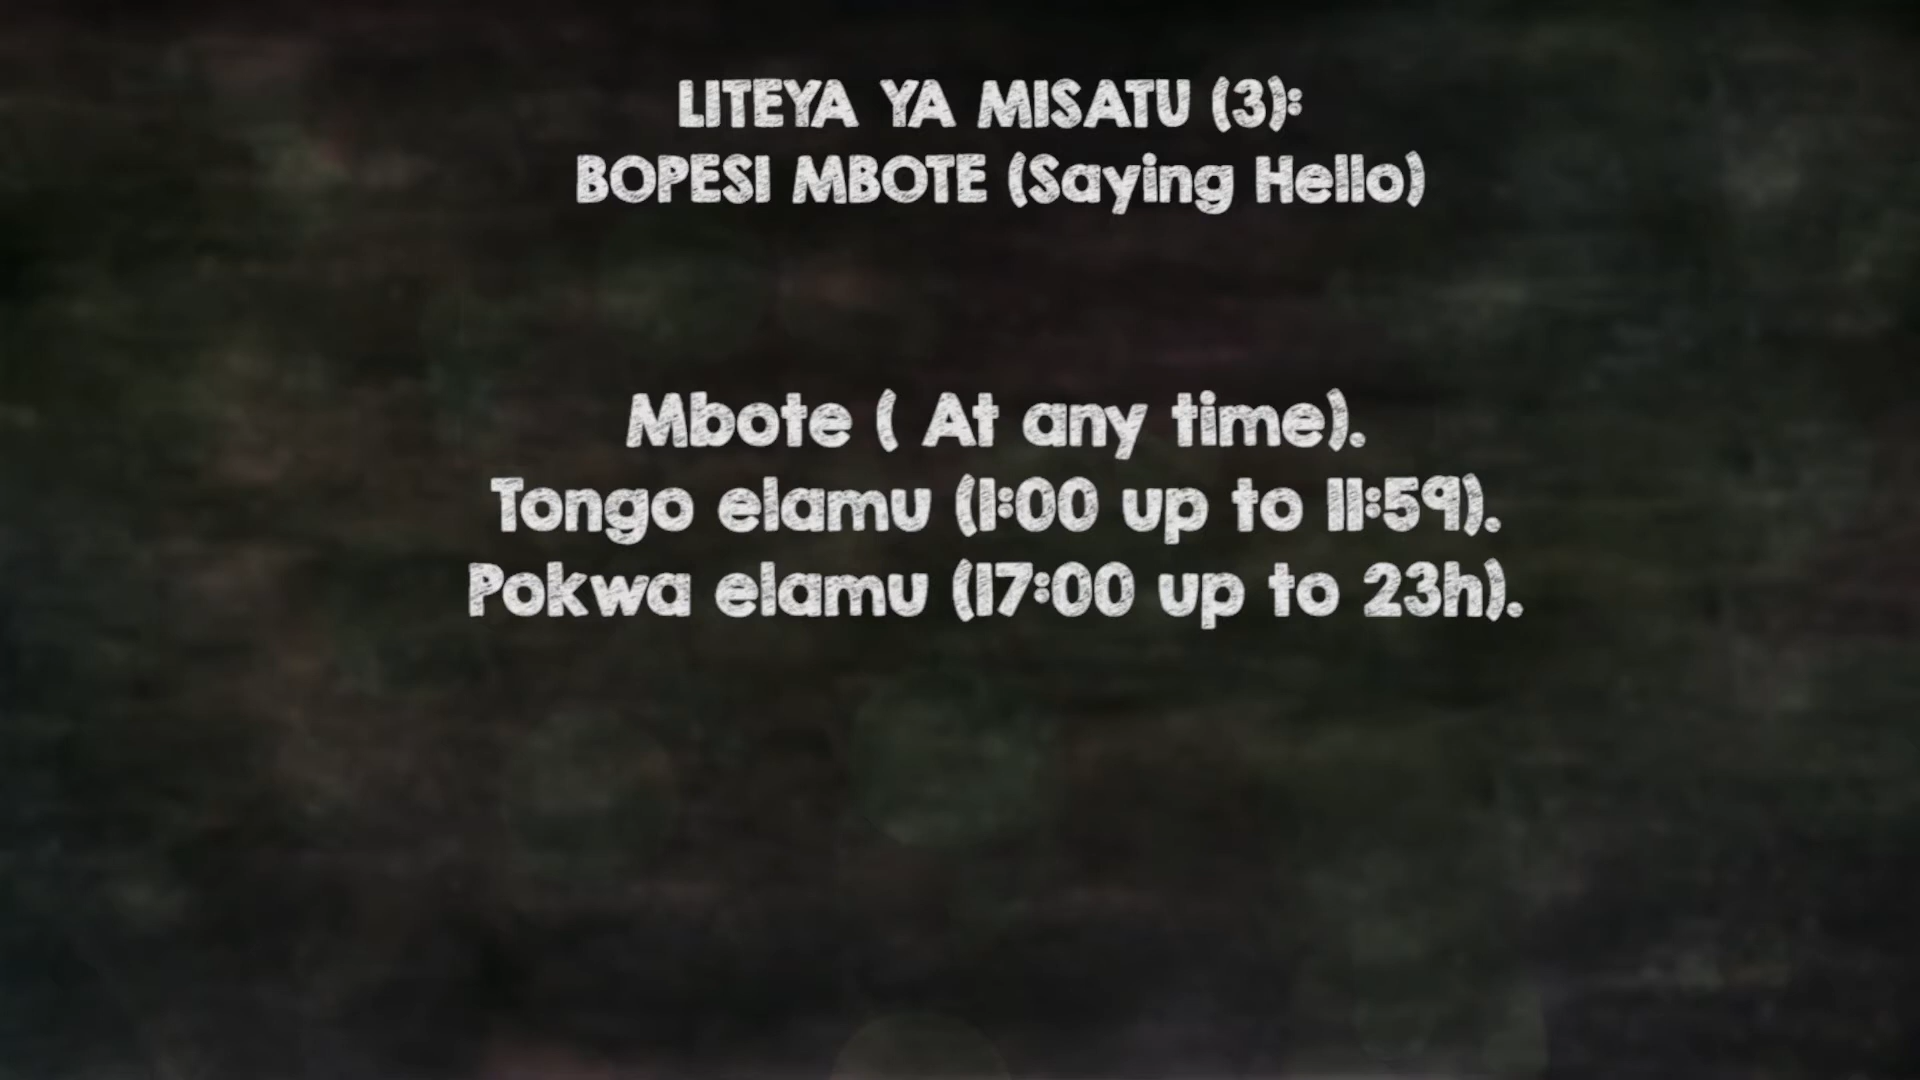 LITEYA YA MISATU (3):
BOPESI MBOTE (Saying Hello)
Mbote ( At any time).
Tongo elamu (1:00 up to 11:59).
Pokwa elamu (17:00 up to 23h).